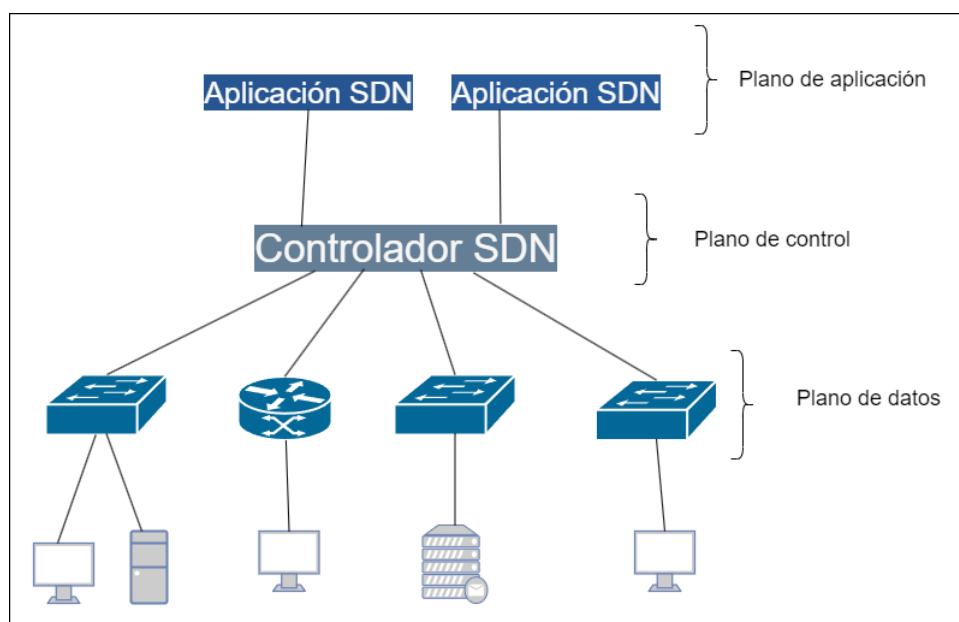 Aplicación SDN
Aplicación SDN
Plano de aplicación
Controlador SDN
Plano de control
Plano de datos